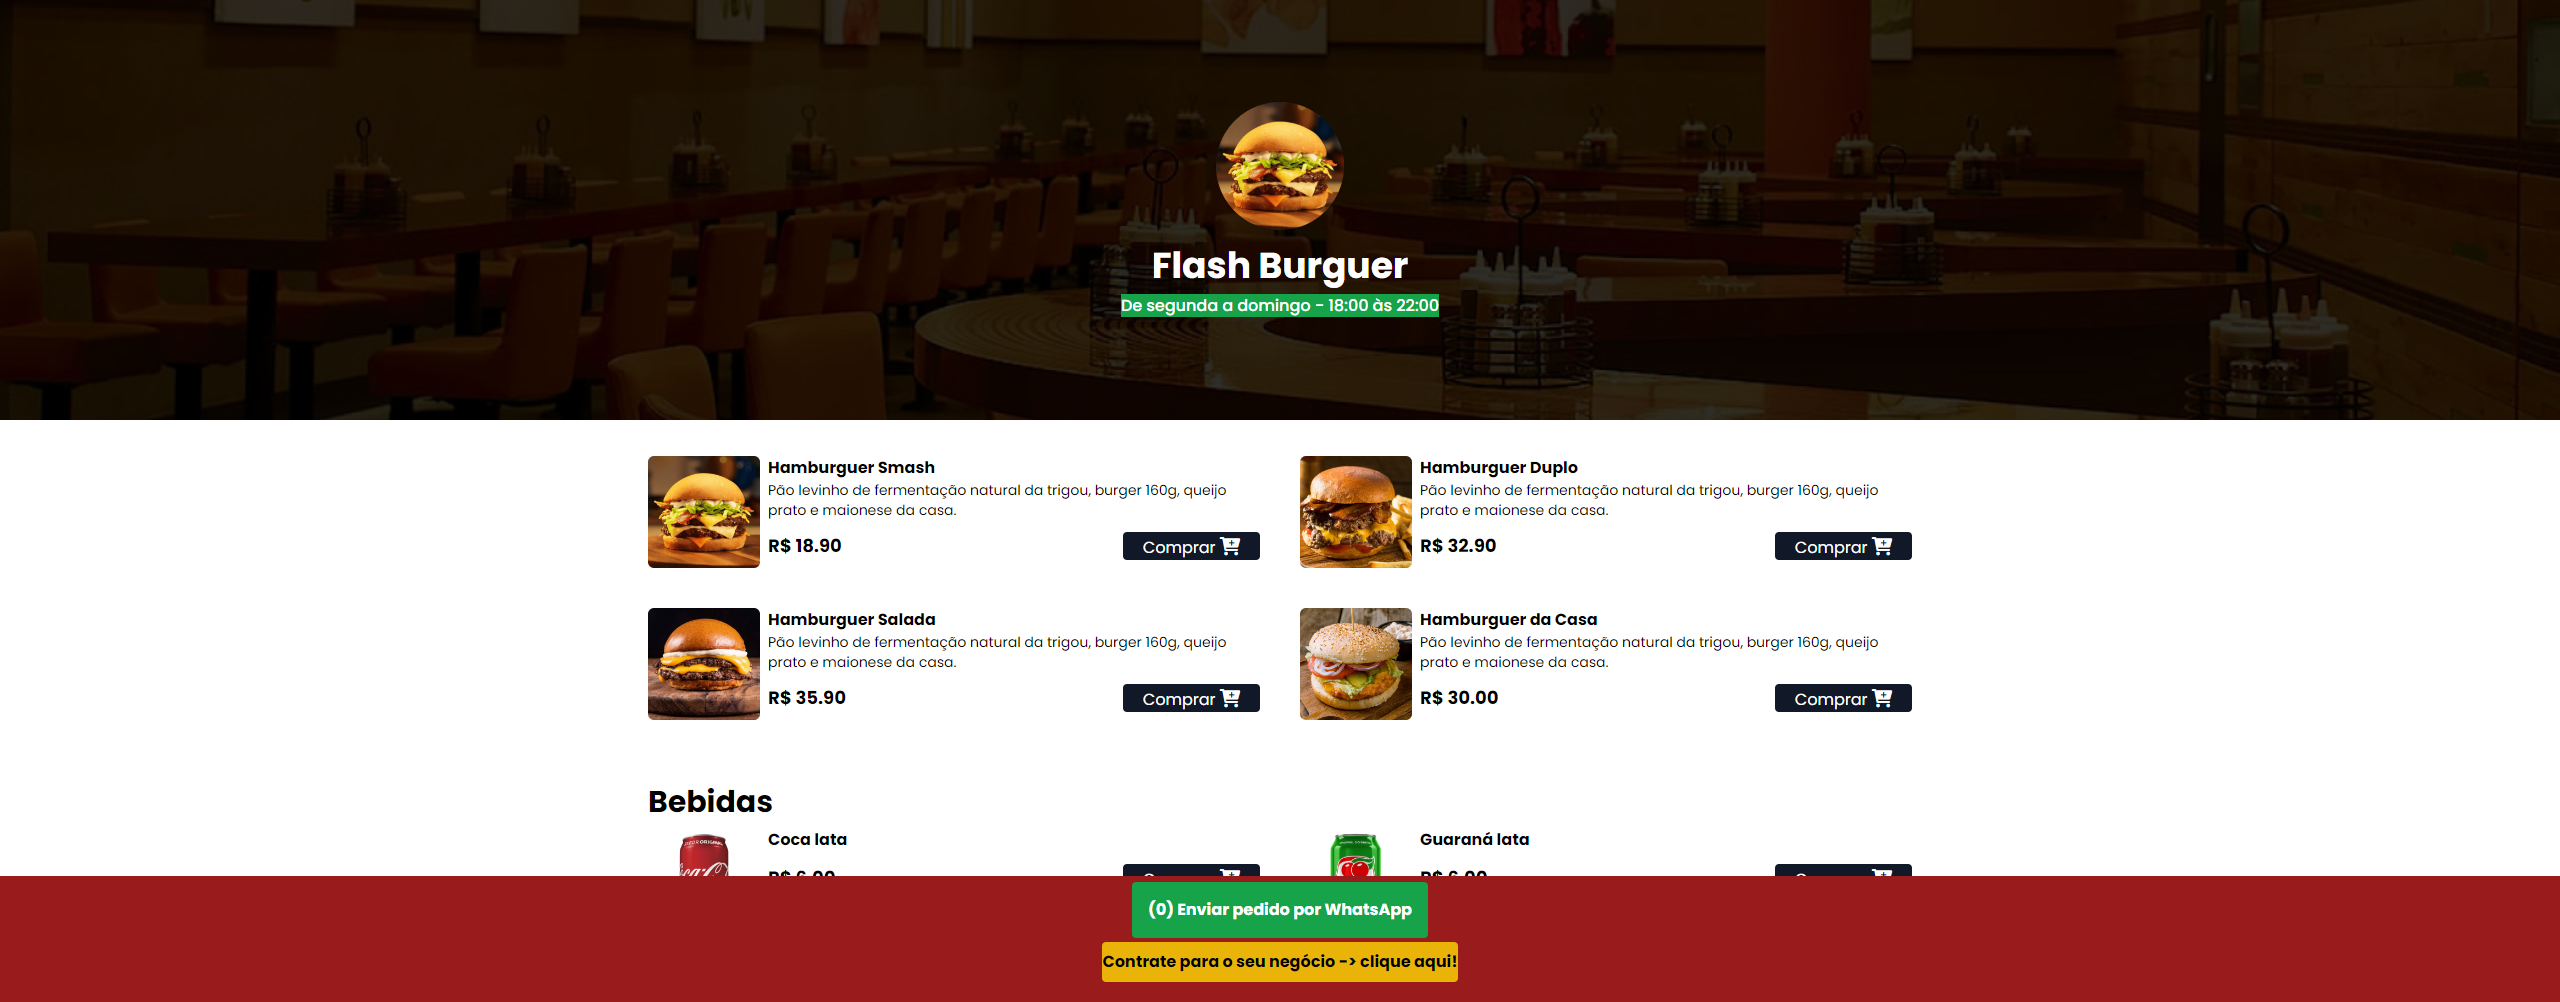 Flash Burguer
De segunda a domingo - 18:00 às 22:00
Hamburguer Smash
Pão levinho de fermentação natural da trigou, burger 160g, queijo
prato e maionese da casa.
R$ 18.90
Comprar
Hamburguer Duplo
Pão levinho de fermentação natural da trigou, burger 160g, queijo
prato e maionese da casa.
R$ 32.90
Comprar
Hamburguer Salada
Pão levinho de fermentação natural da trigou, burger 160g, queijo
prato e maionese da casa.
R$ 35.90
Comprar
Hamburguer da Casa
Pão levinho de fermentação natural da trigou, burger 160g, queijo
prato e maionese da casa.
R$ 30.00
Comprar
Bebidas
Coca lata
R$ 6.00
Guaraná lata
R$ 6.00
(0) Enviar pedido por WhatsApp
Contrate para o seu negócio -> clique aqui!